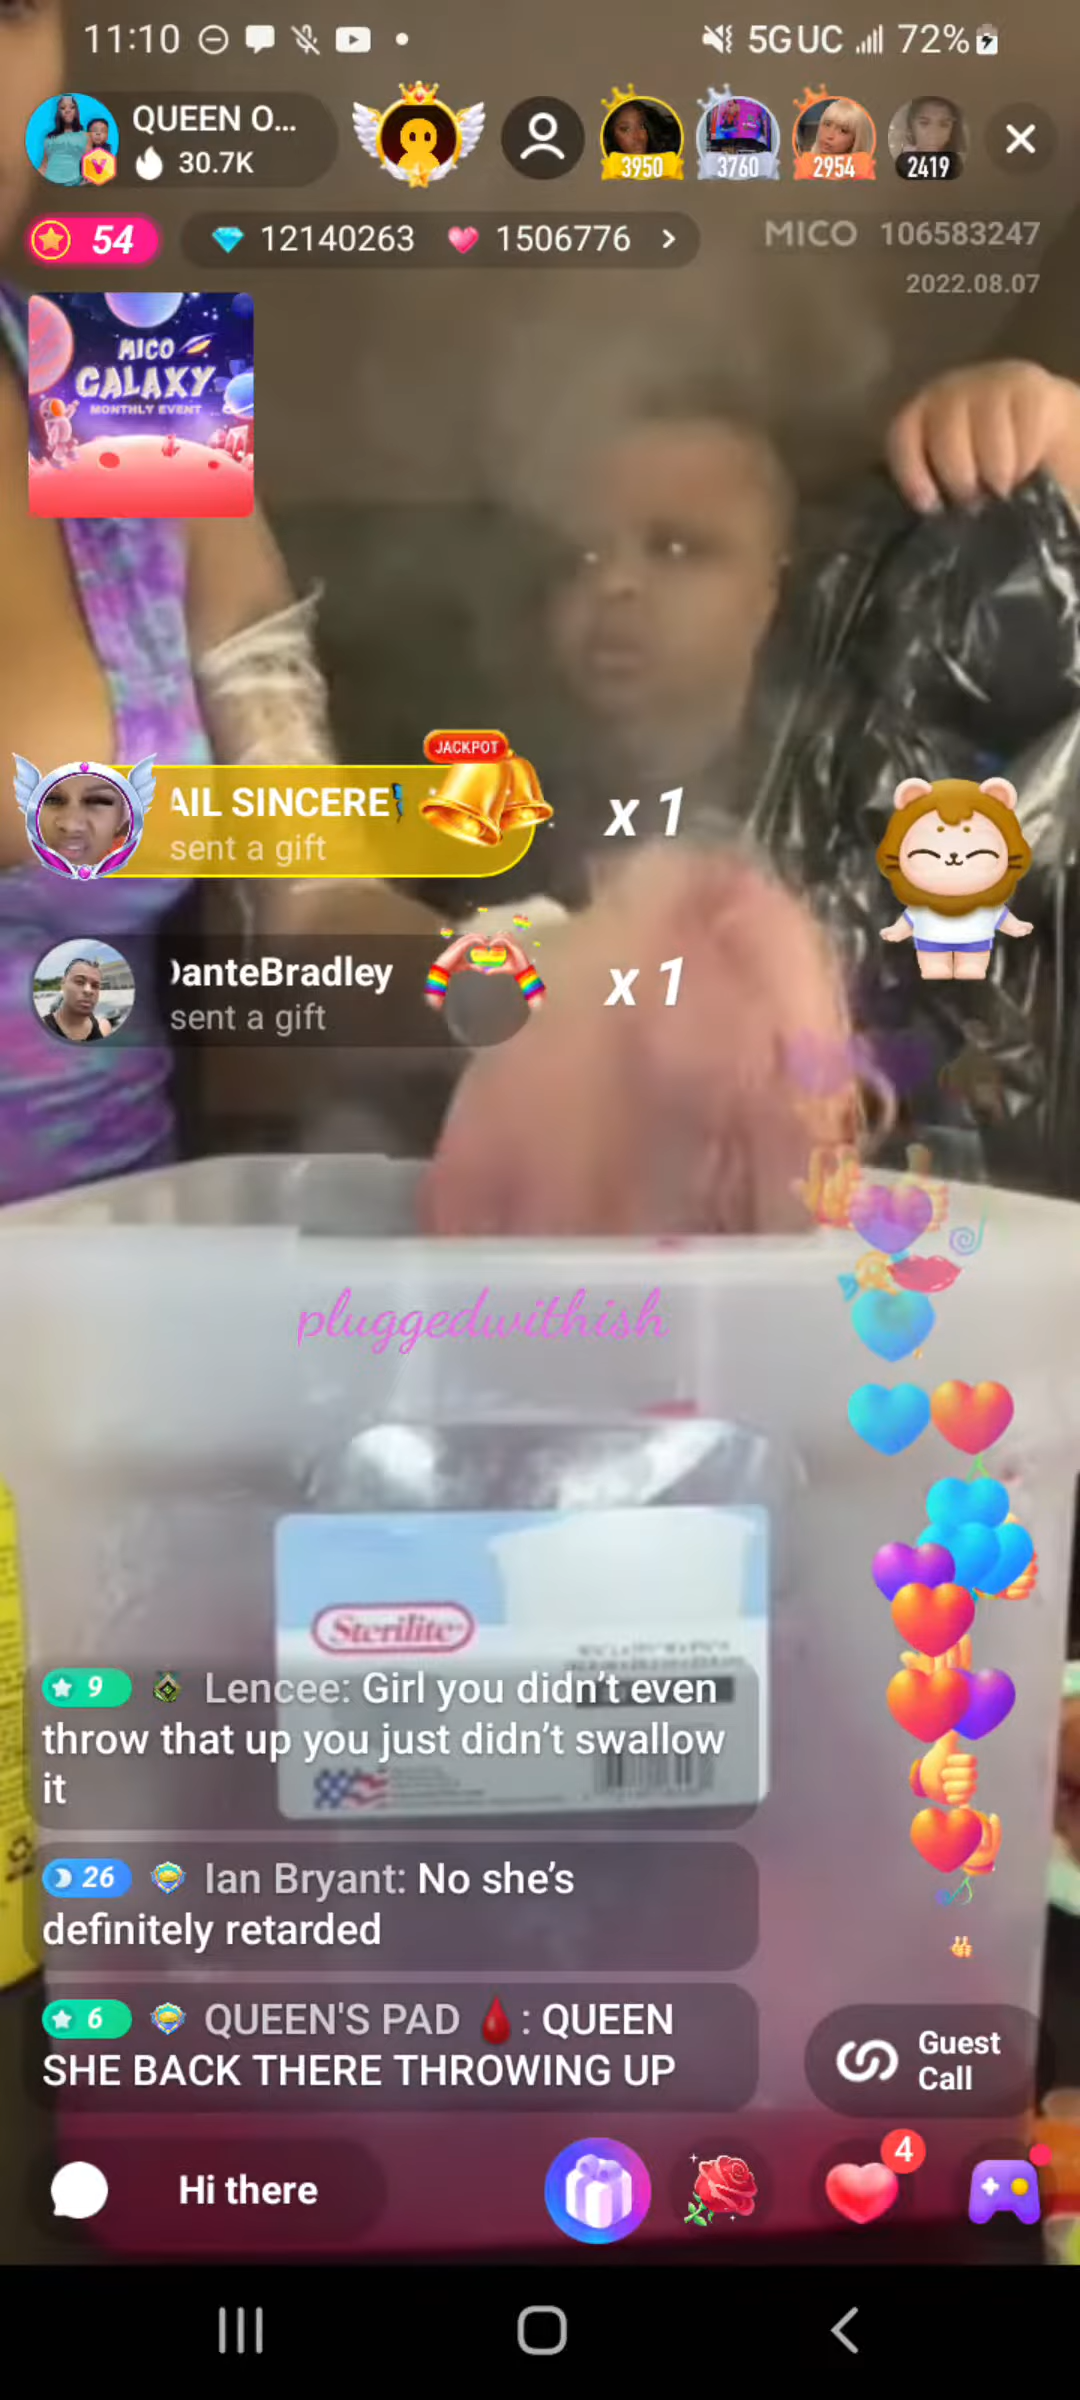 11:10
5G UC 72%
QUEEN O...
30.7K
3950
3760
2954
2419
54
12140263
1506776
MICO 106583247
2022.08.07
MICO
GALAXY
MONTHLY EVENT
JACKPOT
AIL SINCERE
sent a gift
x 1
DanteBradley
sent a gift
x 1
pluggedwithish
Sterilite
9 Lencee: Girl you didn't even
throw that up you just didn't swallow
it
26 Ian Bryant: No she's
definitely retarded
6 QUEEN'S PAD : QUEEN
SHE BACK THERE THROWING UP
Guest
Call
Hi there
4